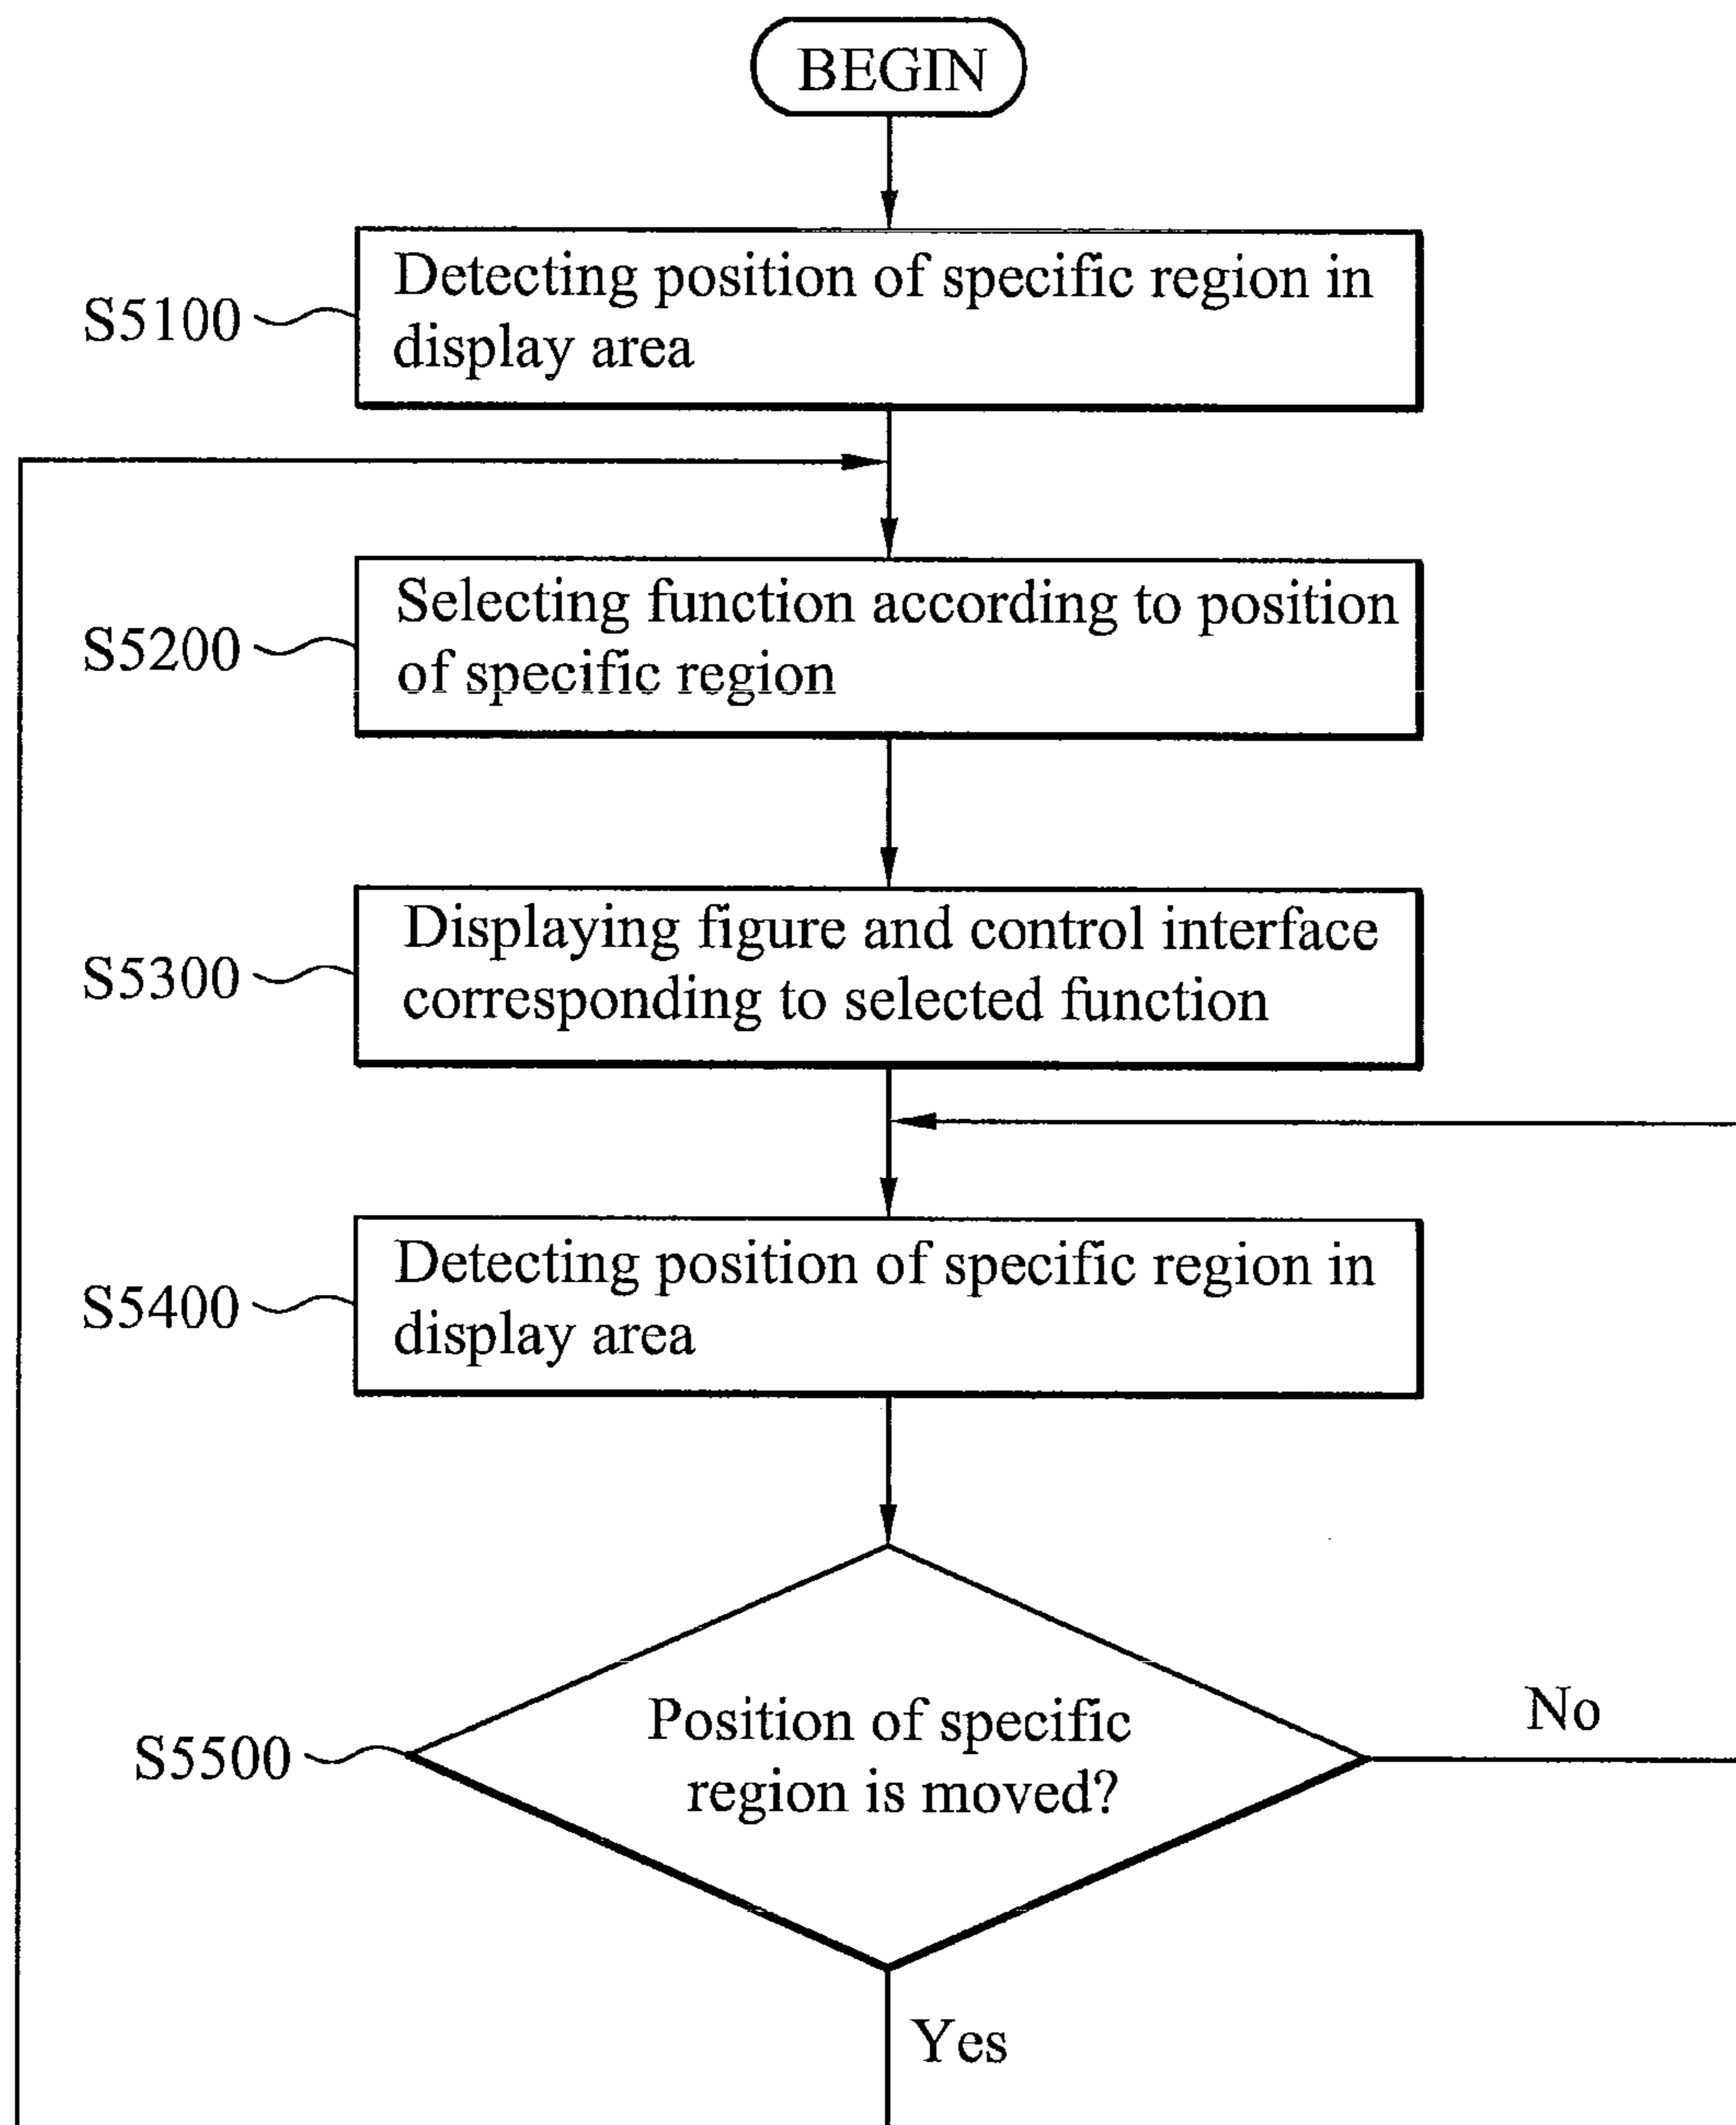 BEGIN
S5100
Detecting position of specific region in
display area
S5200
Selecting function according to position
of specific region
S5300
Displaying figure and control interface
corresponding to selected function
S5400
Detecting position of specific region in
display area
S5500
Position of specific
region is moved?
No
Yes